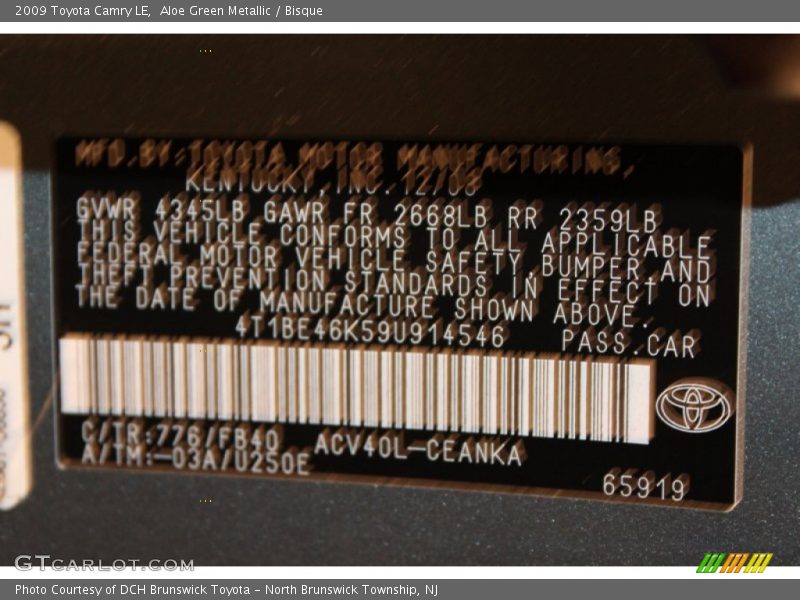 2009 Toyota Camry LE,  Aloe Green Metallic / Bisque
MFD.BY:TOYOTA MOTOR MANUFACTURING,
KENTUCKY,INC.12/08
GVWR 4345LB GAWR FR 2668LB RR 2359LB
THIS VEHICLE CONFORMS TO ALL APPLICABLE
FEDERAL MOTOR VEHICLE SAFETY,BUMPER,AND
THEFT PREVENTION STANDARDS IN EFFECT ON
THE DATE OF MANUFACTURE SHOWN ABOVE.
4T1BE46K59U914546 PASS.CAR
C/TR:776/FB40 ACV40L-CEANKA
A/TM:-03A/U250E
65919
GTCARLOT.COM
Photo Courtesy of DCH Brunswick Toyota - North Brunswick Township, NJ